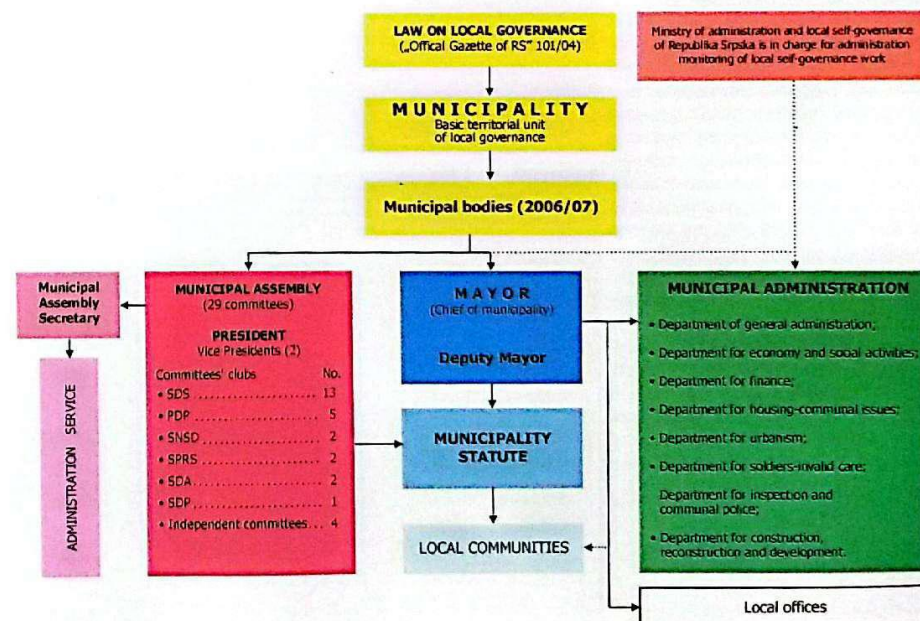 LAW ON LOCAL GOVERNANCE
(„Offical Gazette of RS" 101/04)
Ministry of administration and local self-governance
of Republika Srpska is in charge for administration
monitoring of local self-governance work
MUNICIPALITY
Basic territorial unit
of local governance
Municipal bodies (2006/07)
Municipal
Assembly
Secretary
ADMINISTRATION SERVICE
MUNICIPAL ASSEMBLY
(29 committees)
PRESIDENT
Vice Presidents (2)
Committees' clubs No.
• SDS ..................... 13
• PDP ..................... 5
• SNSD ................... 2
• SPRS .................... 2
• SDA ..................... 2
• SDP ..................... 1
• Independent committees... 4
MAYOR
(Chief of municipality)
Deputy Mayor
MUNICIPALITY
STATUTE
LOCAL COMMUNITIES
MUNICIPAL ADMINISTRATION
• Department of general administration;
• Department for economy and social activities;
• Department for finance;
• Department for housing-communal issues;
• Department for urbanism;
• Department for soldiers-invalid care;
Department for inspection and
communal police;
• Department for construction,
reconstruction and development.
Local offices